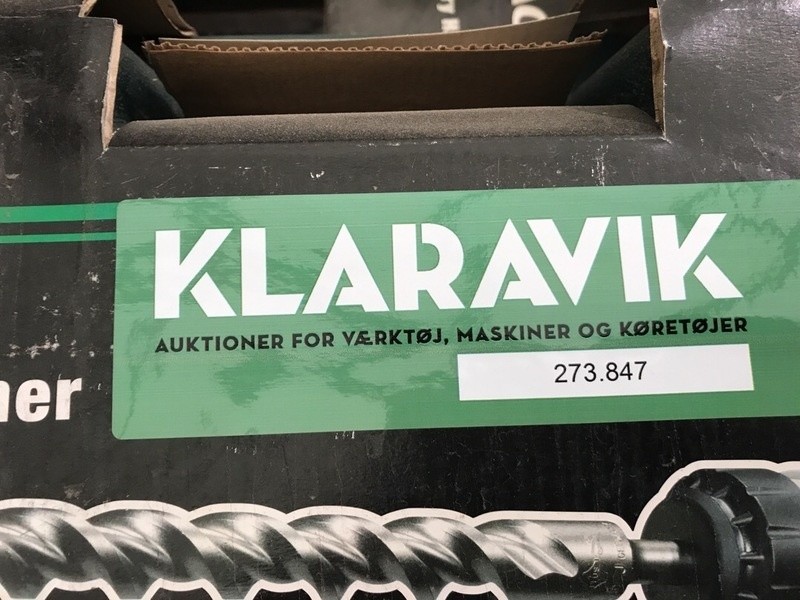 KLARAVIK
AUKTIONER FOR VÆRKTØJ, MASKINER OG KØRETØJER
273.847
ner